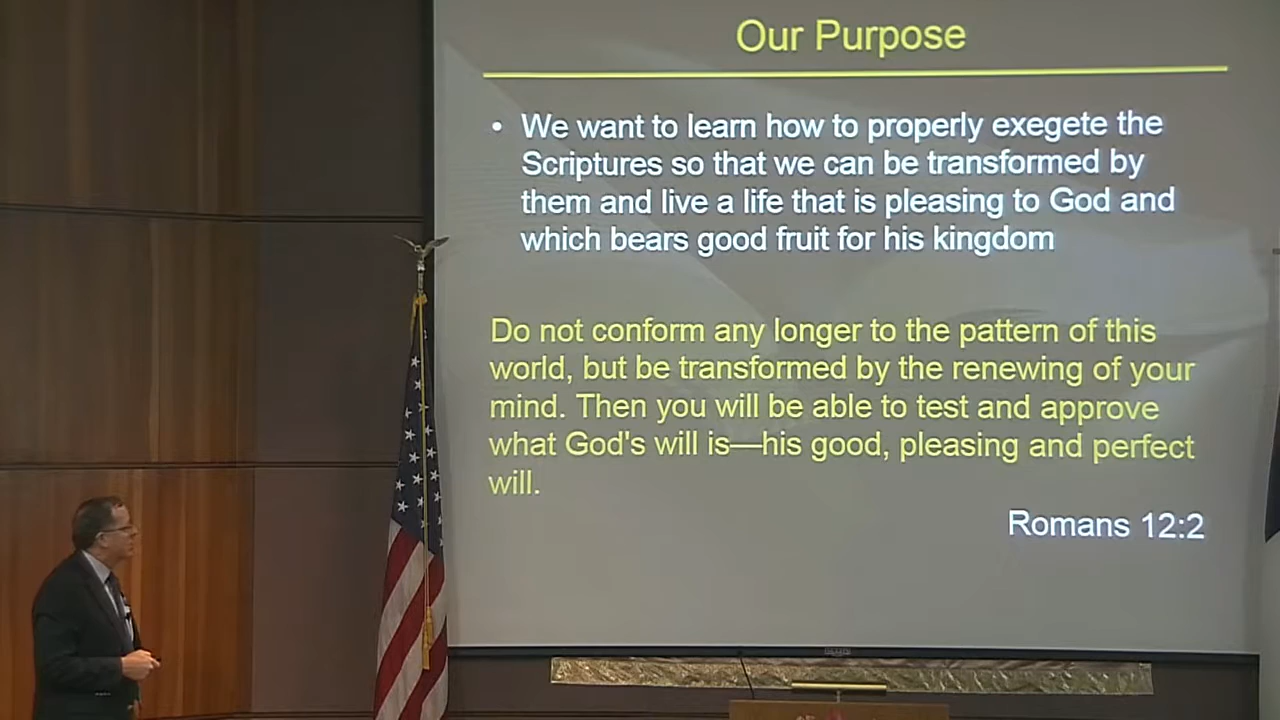 Our Purpose
• We want to learn how to properly exegete the
Scriptures so that we can be transformed by
them and live a life that is pleasing to God and
which bears good fruit for his kingdom
Do not conform any longer to the pattern of this
world, but be transformed by the renewing of your
mind. Then you will be able to test and approve
what God's will is—his good, pleasing and perfect
will.
Romans 12:2